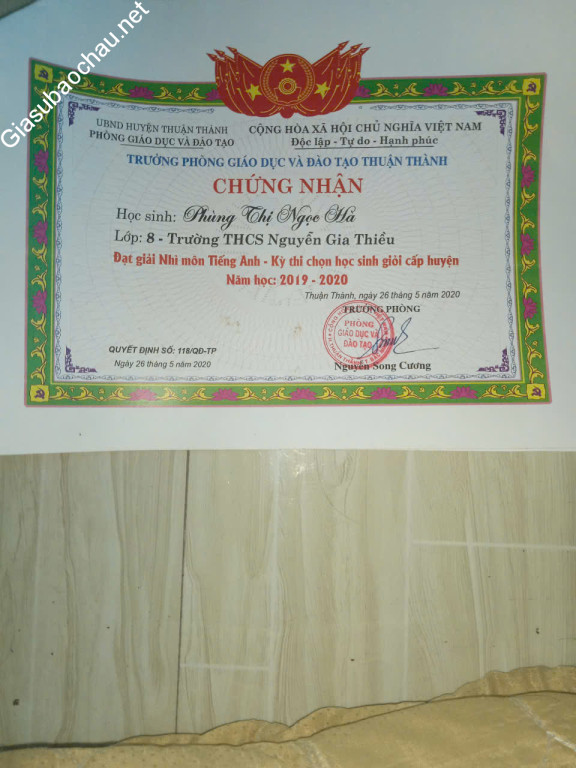 Giasubaochau.net
UBND HUYỆN THUẬN THÀNH
PHÒNG GIÁO DỤC VÀ ĐÀO TẠO
CỘNG HÒA XÃ HỘI CHỦ NGHĨA VIỆT NAM
Độc lập - Tự do - Hạnh phúc
TRƯỞNG PHÒNG GIÁO DỤC VÀ ĐÀO TẠO THUẬN THÀNH
CHỨNG NHẬN
Học sinh: Phùng Thị Ngọc Hà
Lớp: 8 - Trường THCS Nguyễn Gia Thiều
Đạt giải Nhì môn Tiếng Anh - Kỳ thi chọn học sinh giỏi cấp huyện
Năm học: 2019 - 2020
Thuận Thành, ngày 26 tháng 5 năm 2020
TRƯỞNG PHÒNG
PHÒNG
GIÁO DỤC VÀ
ĐÀO TẠO
Nguyễn Song Cương
QUYẾT ĐỊNH SỐ: 118/QĐ-TP
Ngày 26 tháng 5 năm 2020